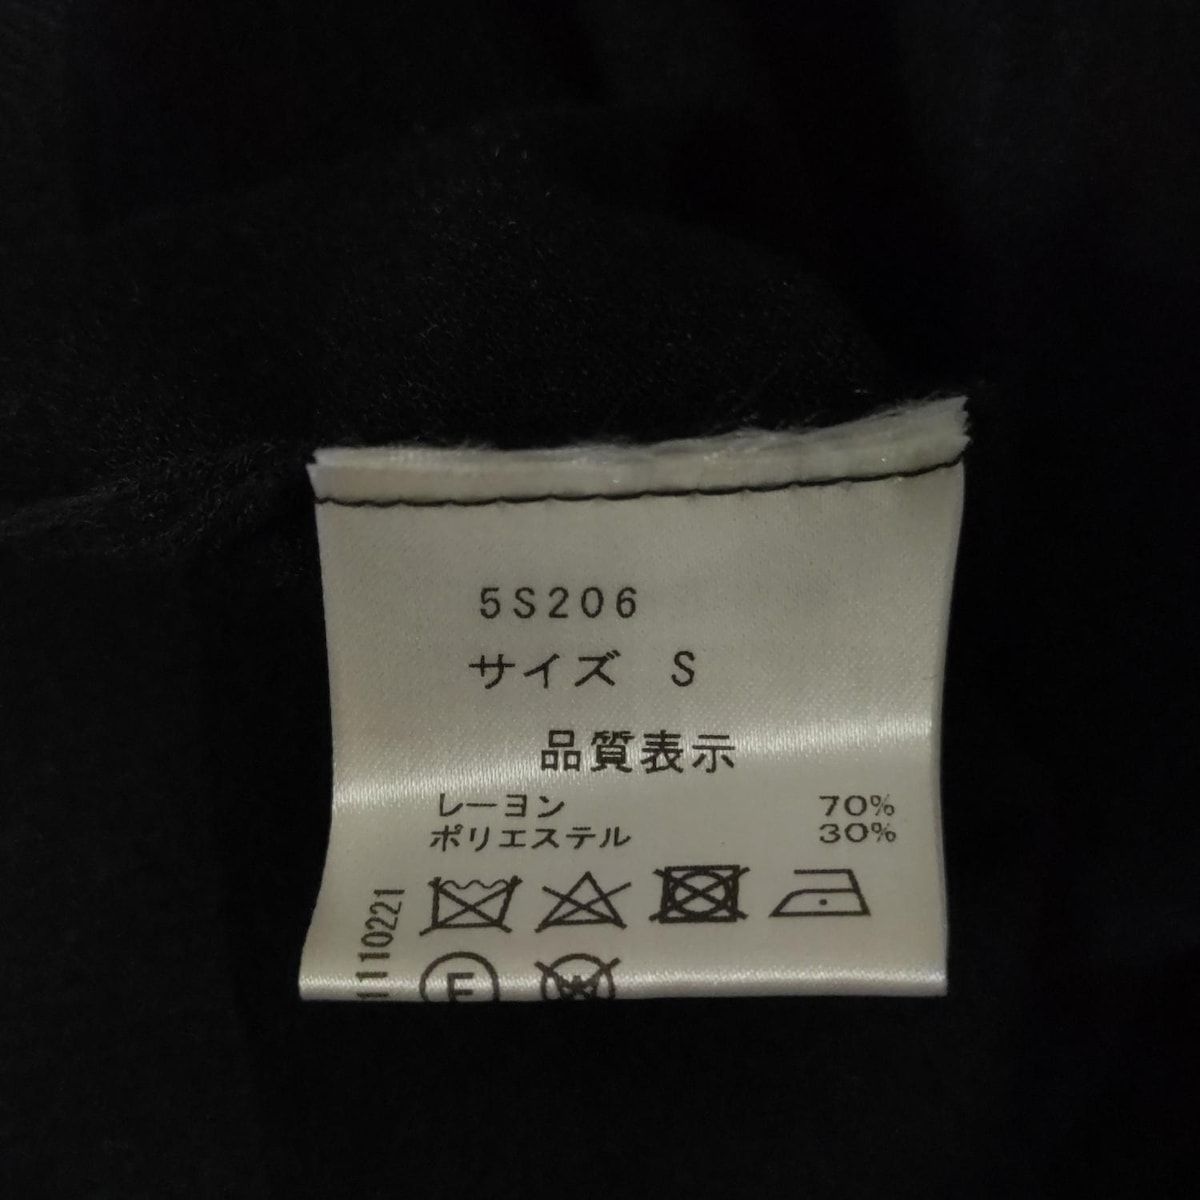 5S206
サイズ S
品質表示
レーヨン 70%
ポリエステル 30%
1110221
F
W